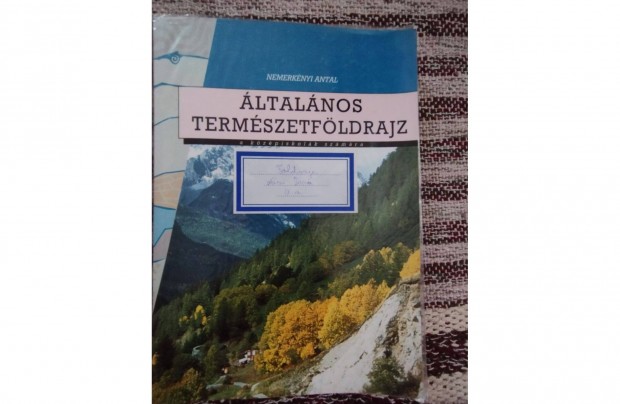 NEMERKÉNYI ANTAL
ÁLTALÁNOS
TERMÉSZETFÖLDRAJZ
a középiskolák számára